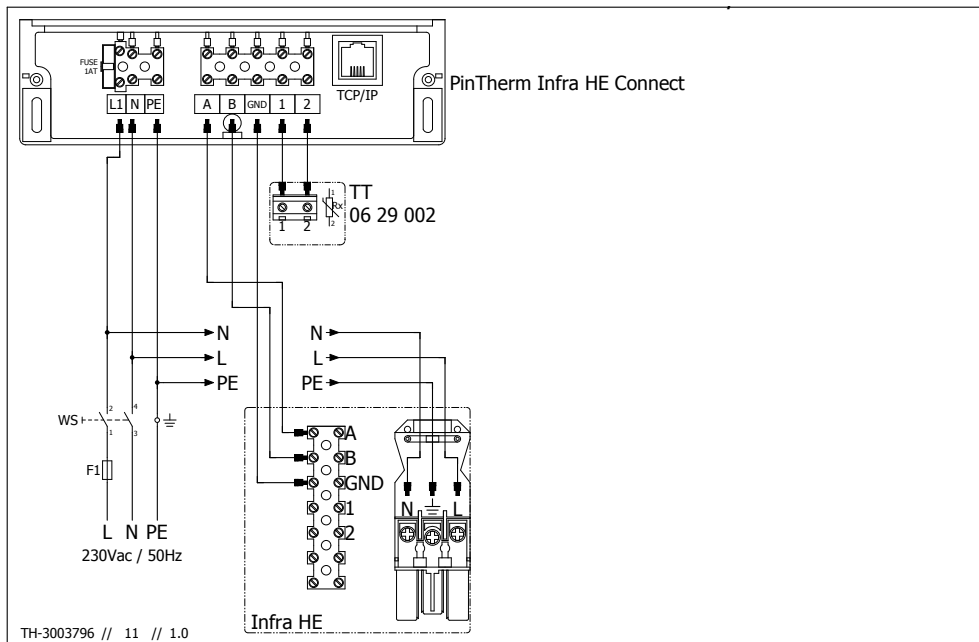 FUSE
1AT
L1 N PE
A B GND 1 2
TCP/IP
PinTherm Infra HE Connect
1 2
1
Rx
2
TT
06 29 002
N
L
PE
N
L
PE
WS
2 4
1 3
F1
L N PE
230Vac / 50Hz
A
B
GND
1
2
N L
Infra HE
TH-3003796 // 11 // 1.0